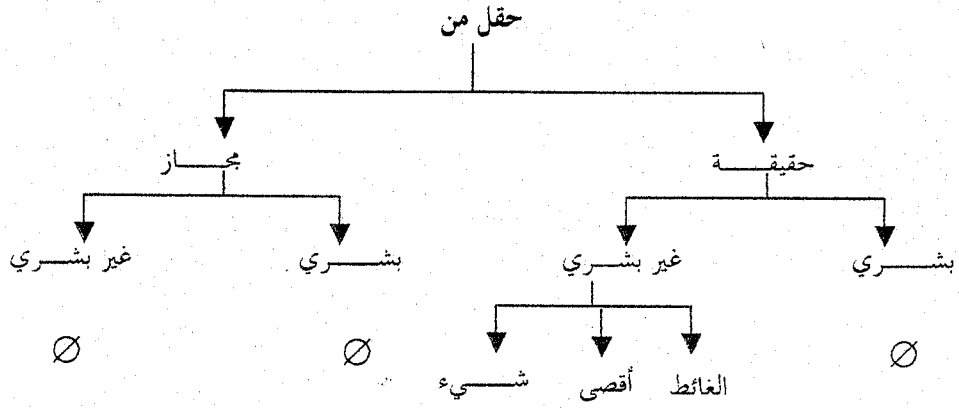 حقل من
حقيقة مجاز
بشري غير بشري بشري غير بشري
∅ ∅ ∅
الغائط أقصى شيء